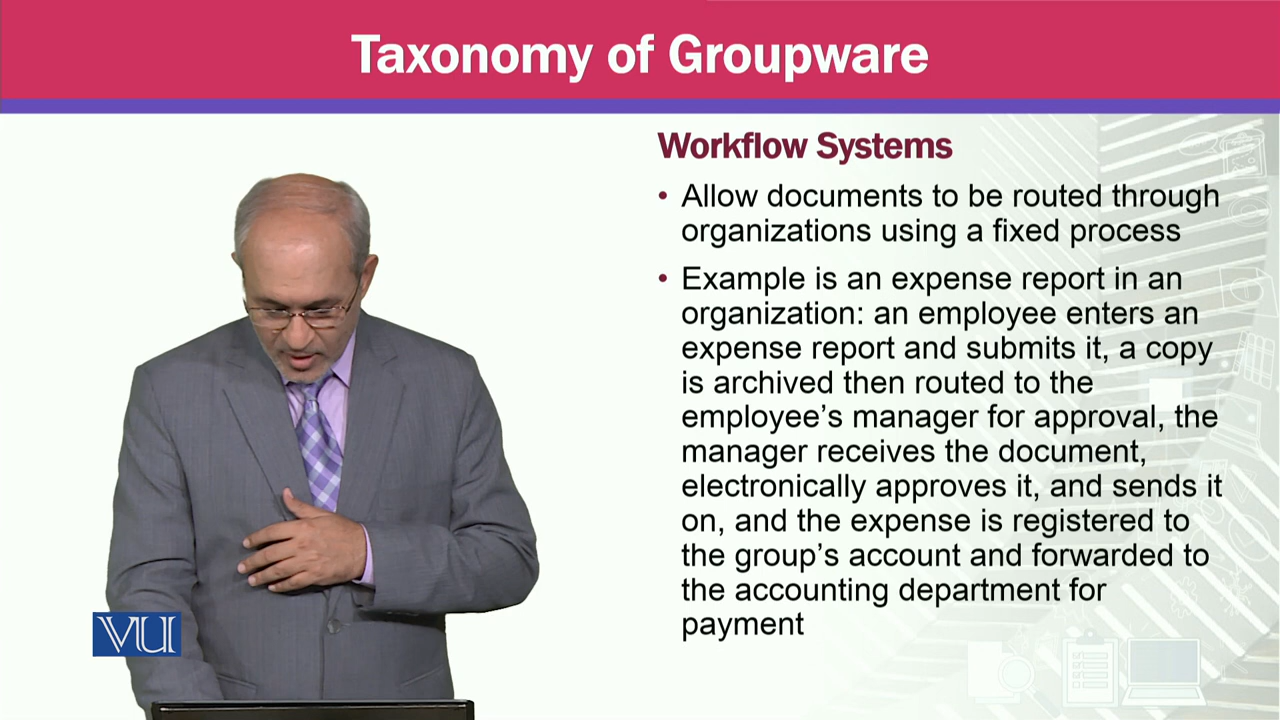 Taxonomy of Groupware
Workflow Systems
• Allow documents to be routed through
organizations using a fixed process
• Example is an expense report in an
organization: an employee enters an
expense report and submits it, a copy
is archived then routed to the
employee’s manager for approval, the
manager receives the document,
electronically approves it, and sends it
on, and the expense is registered to
the group’s account and forwarded to
the accounting department for
payment
VU